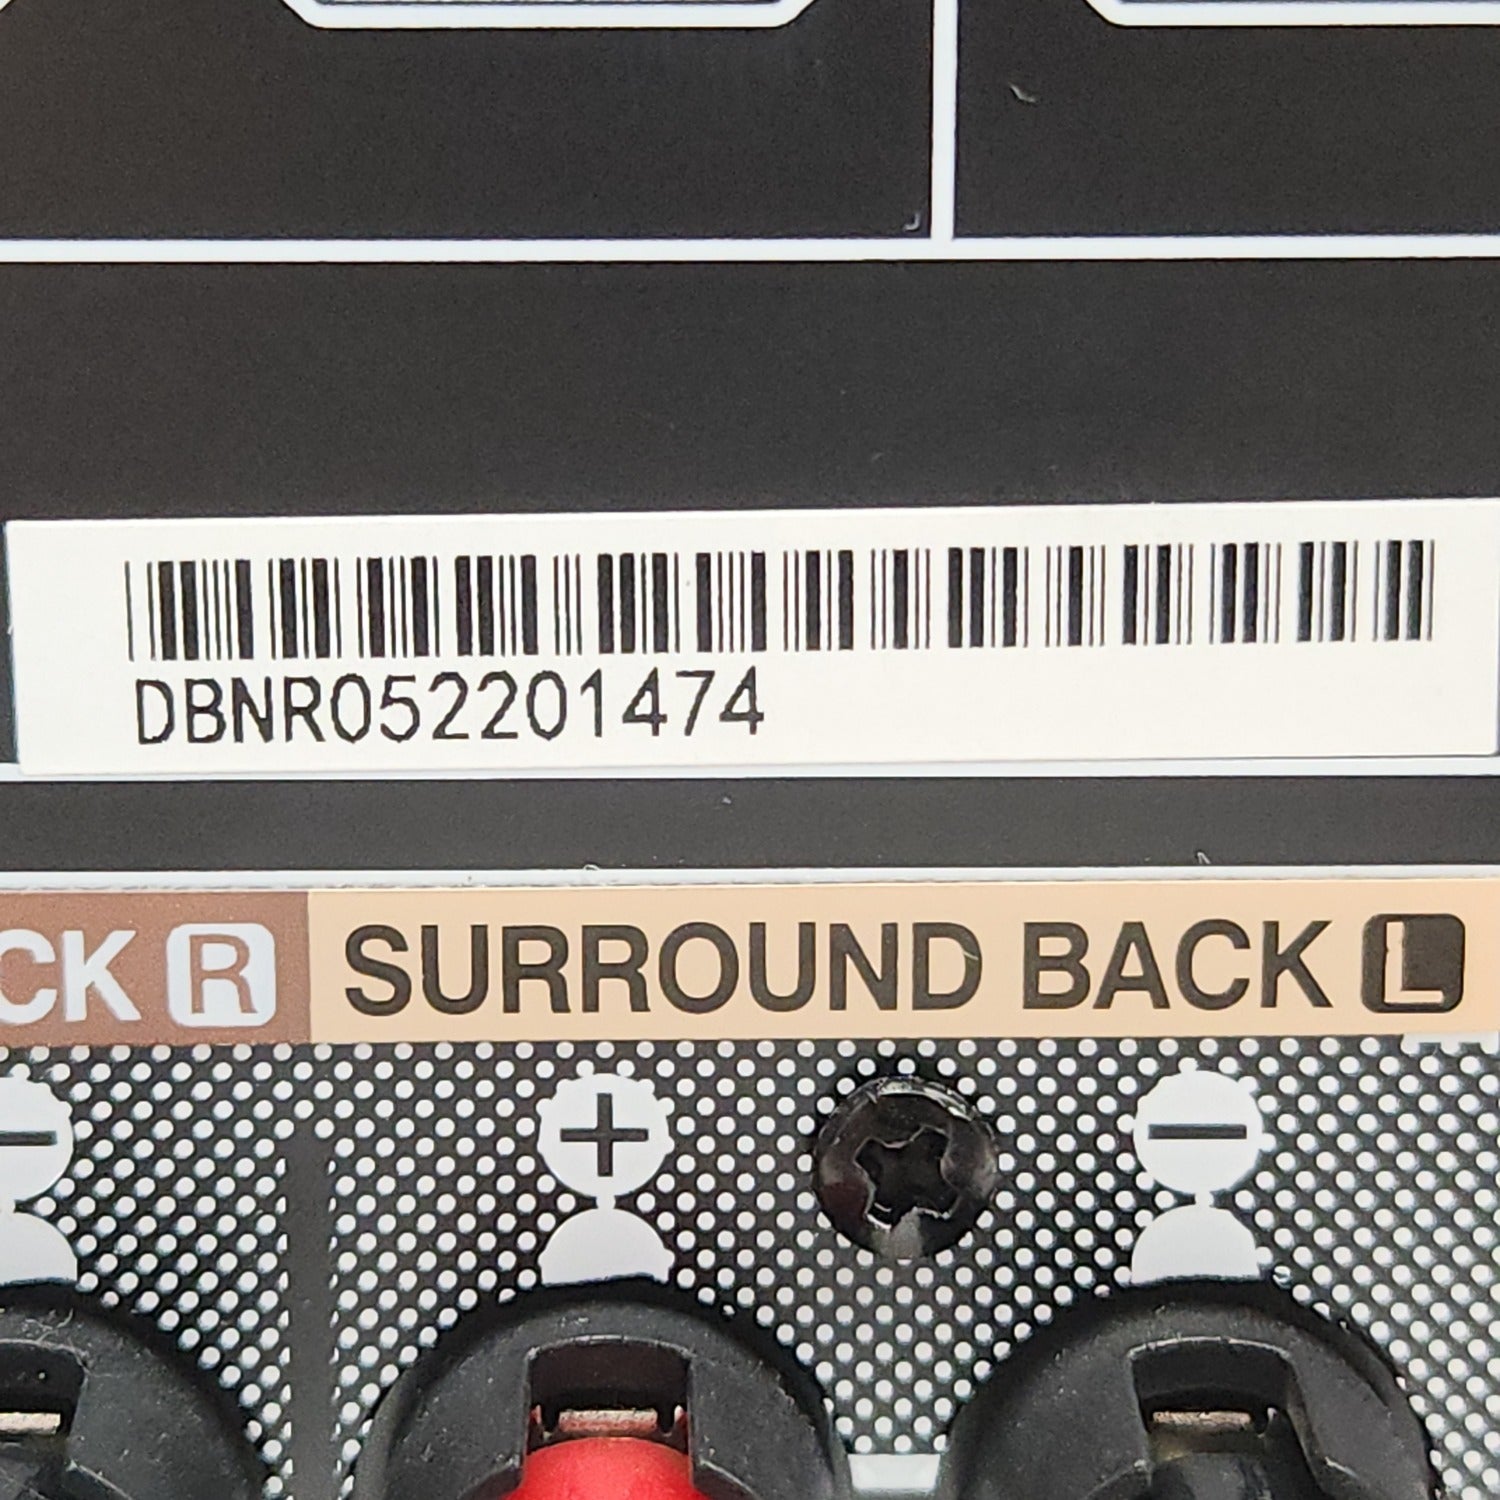 DBNR052201474
CK R SURROUND BACK L
- + -